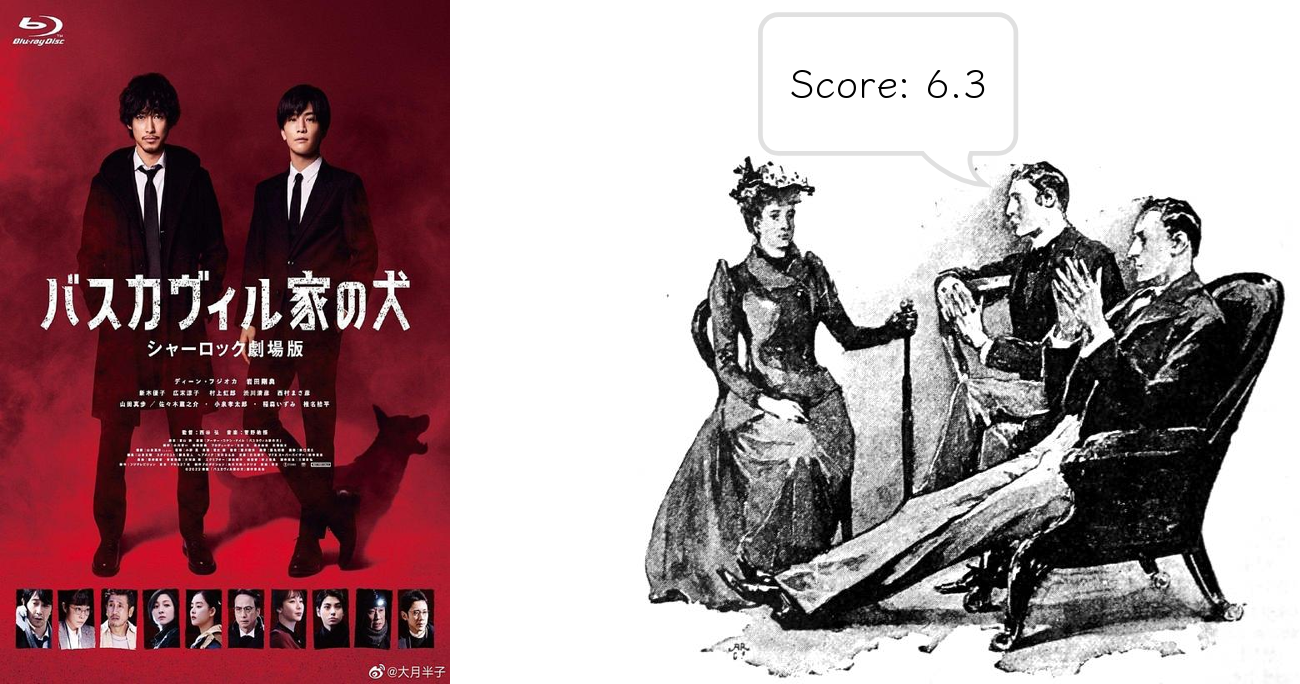 Blu-ray Disc
バスカヴィル家の犬
シャーロック劇場版
ディーン・フジオカ 岩田剛典
新木優子 広末涼子 村上虹郎 渋川清彦 西村まさ彦
山田真歩 / 佐々木蔵之介 ・ 小泉孝太郎 ・ 稲森いずみ 椎名桔平
監督：西谷 弘 音楽：菅野祐悟
@大月半子
Score: 6.3